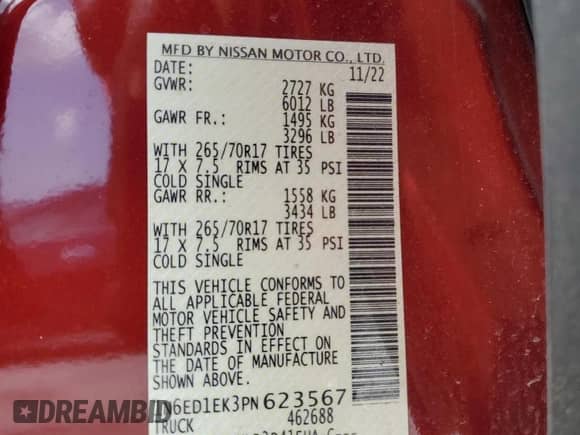 MFD BY NISSAN MOTOR CO., LTD.
DATE: 11/22
GVWR: 2727 KG
6012 LB
GAWR FR.: 1495 KG
3296 LB
WITH 265/70R17 TIRES
17 X 7.5 RIMS AT 35 PSI
COLD SINGLE
GAWR RR.: 1558 KG
3434 LB
WITH 265/70R17 TIRES
17 X 7.5 RIMS AT 35 PSI
COLD SINGLE
THIS VEHICLE CONFORMS TO
ALL APPLICABLE FEDERAL
MOTOR VEHICLE SAFETY AND
THEFT PREVENTION
STANDARDS IN EFFECT ON
THE DATE OF MANUFACTURE
SHOWN ABOVE.
6ED1EK3PN 623567
TRUCK 462688
EASYAUTOBID